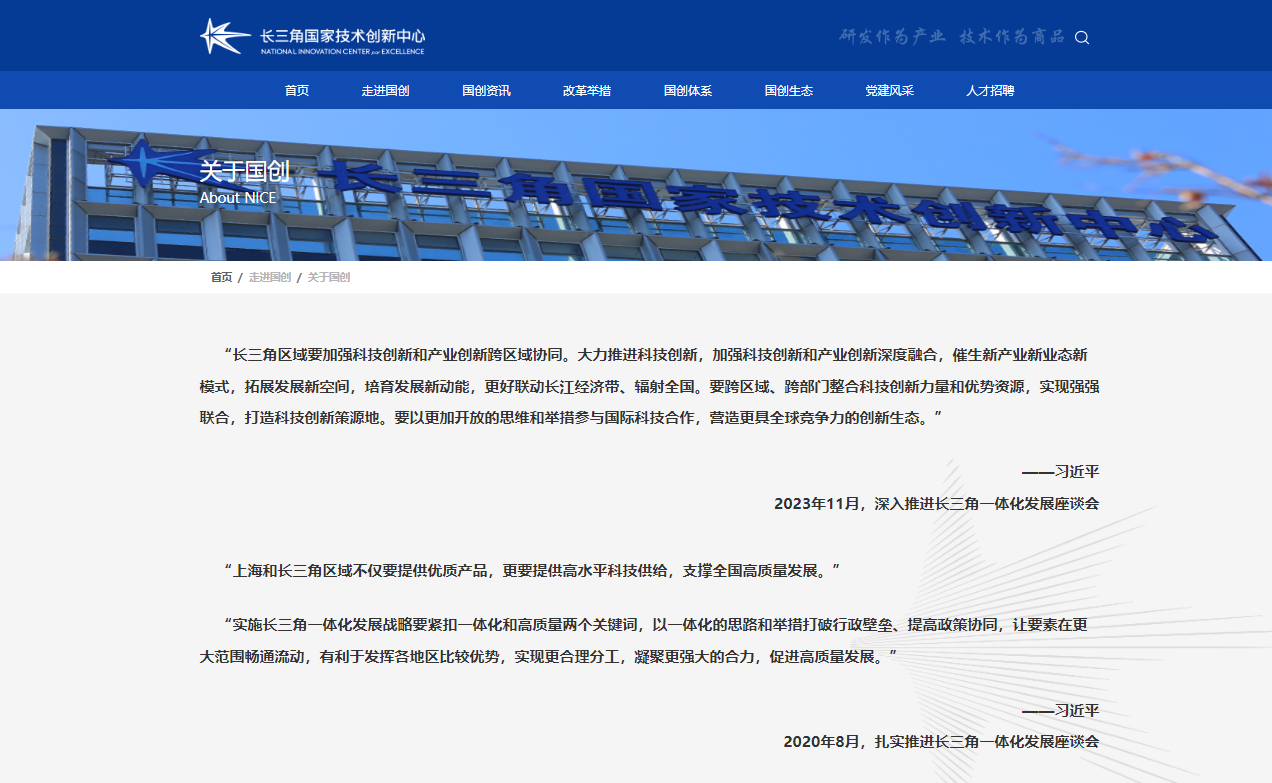 长三角国家技术创新中心
NATIONAL INNOVATION CENTER par EXCELLENCE
研发作为产业 技术作为商品
首页 走进国创 国创资讯 改革举措 国创体系 国创生态 党建风采 人才招聘
长三角国家技术创新中心
关于国创
About NICE
首页 / 走进国创 / 关于国创
“长三角区域要加强科技创新和产业创新跨区域协同。大力推进科技创新，加强科技创新和产业创新深度融合，催生新产业新业态新
模式，拓展发展新空间，培育发展新动能，更好联动长江经济带、辐射全国。要跨区域、跨部门整合科技创新力量和优势资源，实现强强
联合，打造科技创新策源地。要以更加开放的思维和举措参与国际科技合作，营造更具全球竞争力的创新生态。”
——习近平
2023年11月，深入推进长三角一体化发展座谈会
“上海和长三角区域不仅要提供优质产品，更要提供高水平科技供给，支撑全国高质量发展。”
“实施长三角一体化发展战略要紧扣一体化和高质量两个关键词，以一体化的思路和举措打破行政壁垒、提高政策协同，让要素在更
大范围畅通流动，有利于发挥各地区比较优势，实现更合理分工，凝聚更强大的合力，促进高质量发展。”
——习近平
2020年8月，扎实推进长三角一体化发展座谈会